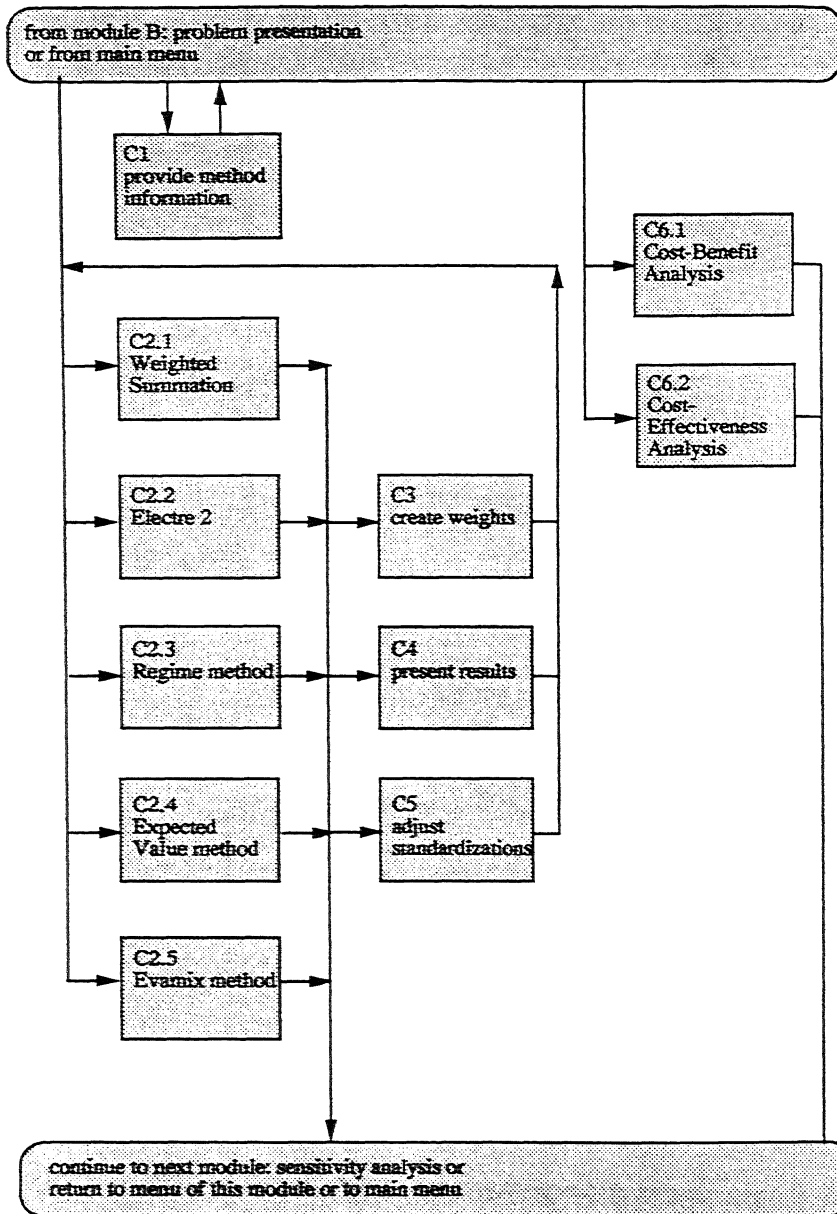 from module B: problem presentation
or from main menu
C1
provide method
information
C6.1
Cost-Benefit
Analysis
C2.1
Weighted
Summation
C6.2
Cost-
Effectiveness
Analysis
C2.2
Electre 2
C3
create weights
C2.3
Regime method
C4
present results
C2.4
Expected
Value method
C5
adjust
standardizations
C2.5
Evamix method
continue to next module: sensitivity analysis or
return to menu of this module or to main menu